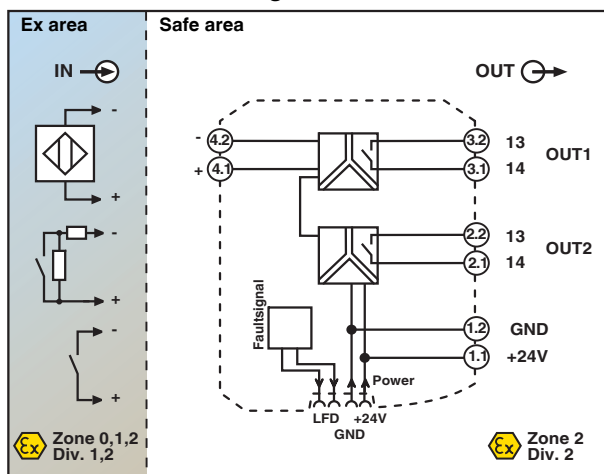 Ex area
Safe area
IN
OUT
-
+
-
+
-
+
- 4.2
+ 4.1
3.2 13
OUT1
3.1 14
2.2 13
OUT2
2.1 14
1.2 GND
1.1 +24V
Faultsignal
Power
LFD +24V
GND
Ex Zone 0,1,2
Div. 1,2
Ex Zone 2
Div. 2